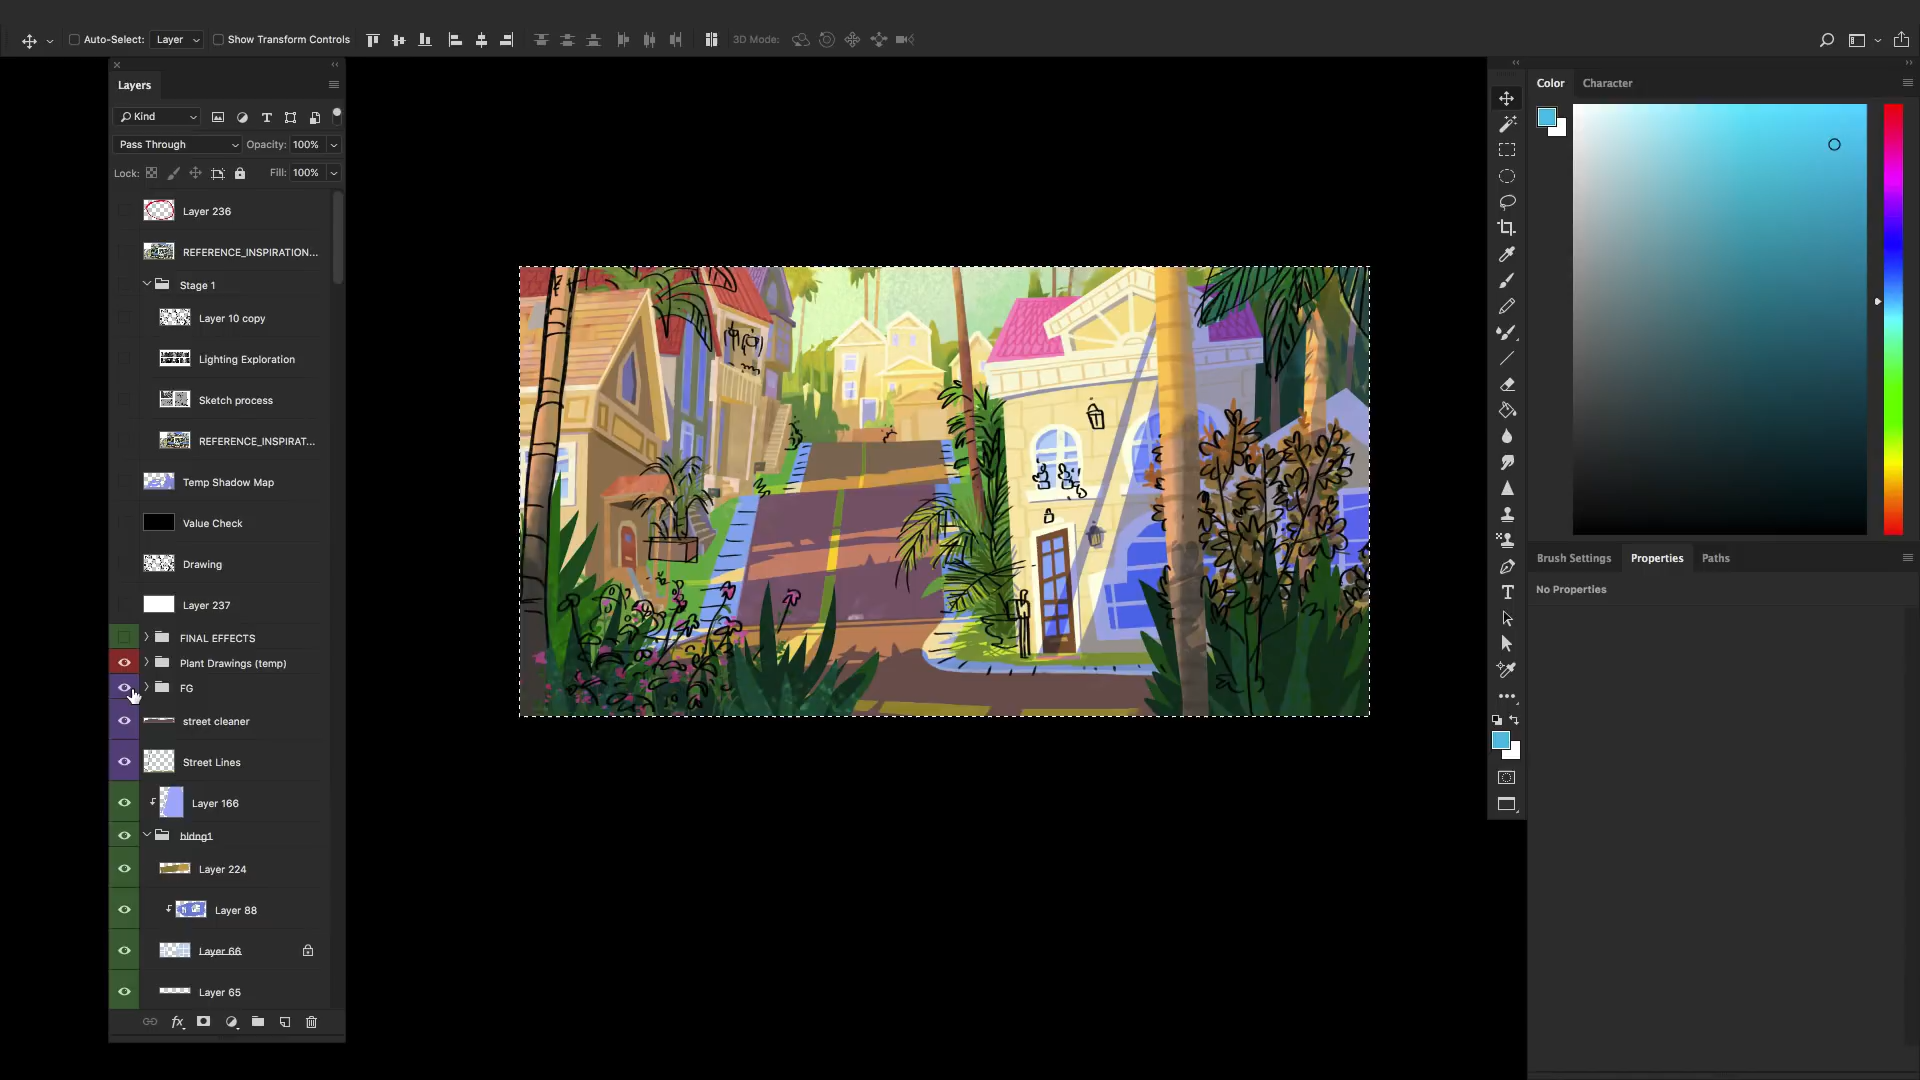 Auto-Select: Layer Show Transform Controls 3D Mode:
Layers
Kind
Pass Through Opacity: 100%
Lock: Fill: 100%
Layer 236
REFERENCE_INSPIRATION...
Stage 1
Layer 10 copy
Lighting Exploration
Sketch process
REFERENCE_INSPIRAT...
Temp Shadow Map
Value Check
Drawing
Layer 237
FINAL EFFECTS
Plant Drawings (temp)
FG
street cleaner
Street Lines
Layer 166
bldng1
Layer 224
Layer 88
Layer 66
Layer 65
fx
Color Character
Brush Settings Properties Paths
No Properties